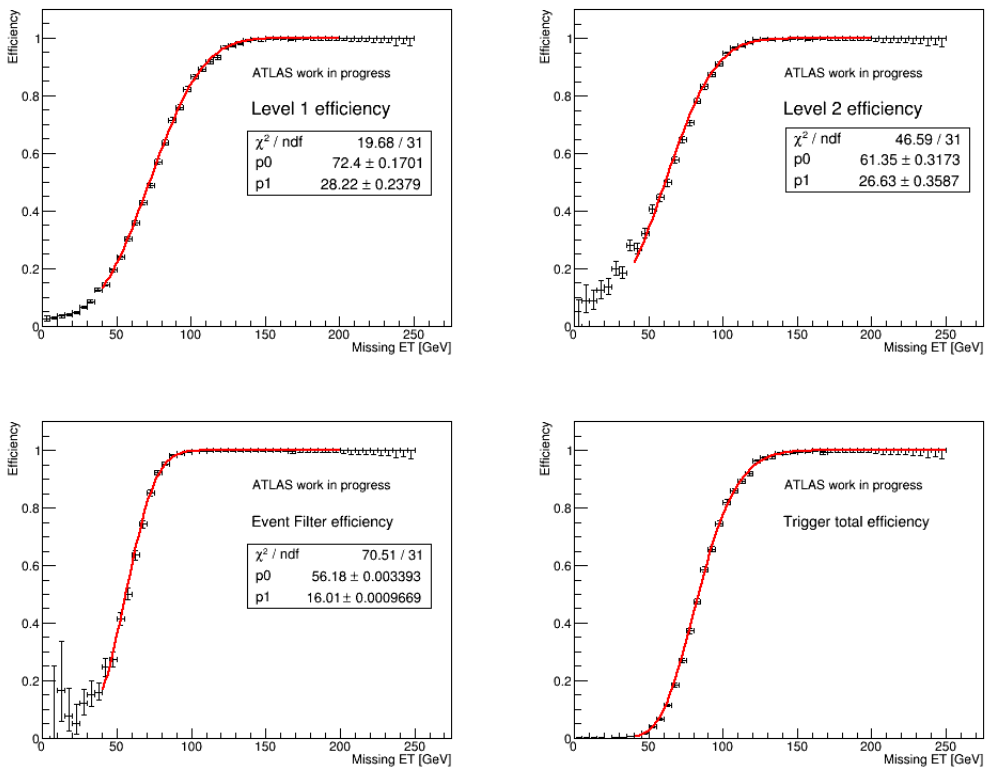 Efficiency
1
0.8
0.6
0.4
0.2
0
ATLAS work in progress
Level 1 efficiency
χ² / ndf 19.68 / 31
p0 72.4 ± 0.1701
p1 28.22 ± 0.2379
0 50 100 150 200 250
Missing ET [GeV]
Efficiency
1
0.8
0.6
0.4
0.2
0
ATLAS work in progress
Level 2 efficiency
χ² / ndf 46.59 / 31
p0 61.35 ± 0.3173
p1 26.63 ± 0.3587
0 50 100 150 200 250
Missing ET [GeV]
Efficiency
1
0.8
0.6
0.4
0.2
0
ATLAS work in progress
Event Filter efficiency
χ² / ndf 70.51 / 31
p0 56.18 ± 0.003393
p1 16.01 ± 0.0009669
0 50 100 150 200 250
Missing ET [GeV]
Efficiency
1
0.8
0.6
0.4
0.2
0
ATLAS work in progress
Trigger total efficiency
0 50 100 150 200 250
Missing ET [GeV]